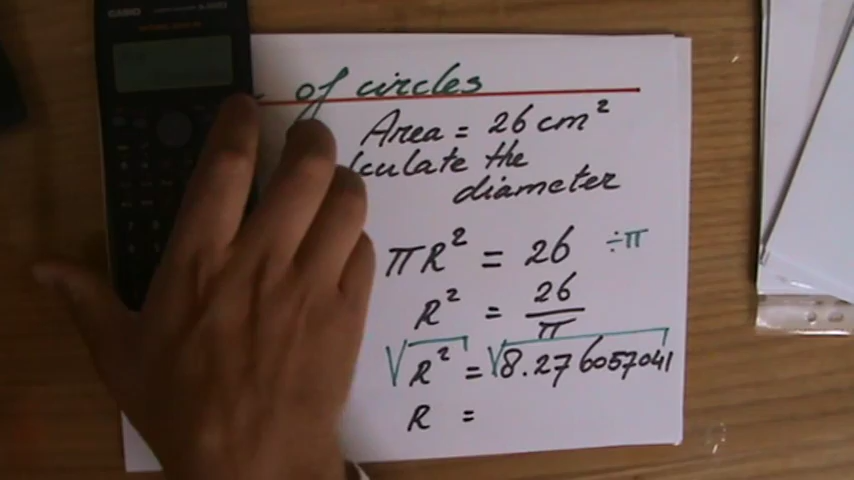 CASIO
of circles
Area = 26 cm²
lculate the
diameter
πR² = 26 ÷π
R² = 26/π
√R² = √8.276057041
R =